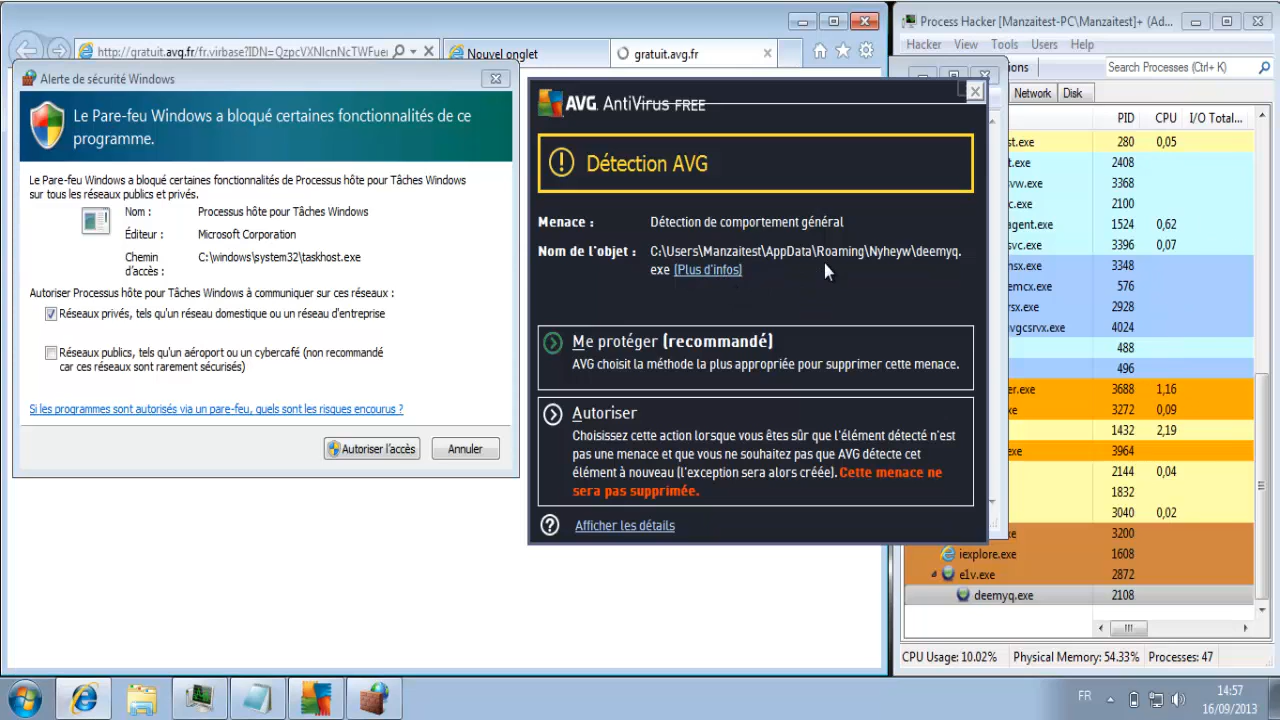 http://gratuit.avg.fr/fr.virbase?IDN=
Nouvel onglet
gratuit.avg.fr
Alerte de sécurité Windows
Le Pare-feu Windows a bloqué certaines fonctionnalités de ce
programme.
Le Pare-feu Windows a bloqué certaines fonctionnalités de Processus hôte pour Tâches Windows
sur tous les réseaux publics et privés.
Nom : Processus hôte pour Tâches Windows
Éditeur : Microsoft Corporation
Chemin C:\windows\system32\taskhost.exe
d'accès :
Autoriser Processus hôte pour Tâches Windows à communiquer sur ces réseaux :
Réseaux privés, tels qu'un réseau domestique ou un réseau d'entreprise
Réseaux publics, tels qu'un aéroport ou un cybercafé (non recommandé
car ces réseaux sont rarement sécurisés)
Si les programmes sont autorisés via un pare-feu, quels sont les risques encourus ?
Autoriser l'accès
Annuler
AVG. AntiVirus FREE
Détection AVG
Menace : Détection de comportement général
Nom de l'objet : C:\Users\Manzaitest\AppData\Roaming\Nyheyw\deemyq.
exe [Plus d'infos]
Me protéger (recommandé)
AVG choisit la méthode la plus appropriée pour supprimer cette menace.
Autoriser
Choisissez cette action lorsque vous êtes sûr que l'élément détecté n'est
pas une menace et que vous ne souhaitez pas que AVG détecte cet
élément à nouveau (l'exception sera alors créée). Cette menace ne
sera pas supprimée.
Afficher les détails
Process Hacker [Manzaitest-PC\Manzaitest]+ (Ad...
Hacker View Tools Users Help
ions Search Processes (Ctrl+K)
Network Disk
PID CPU I/O Total...
st.exe 280 0,05
t.exe 2408
vw.exe 3368
c.exe 2100
agent.exe 1524 0,62
svc.exe 3396 0,07
nsx.exe 3348
emcx.exe 576
rsx.exe 2928
vgcsrvx.exe 4024
488
496
er.exe 3688 1,16
xe 3272 0,09
1432 2,19
xe 3964
2144 0,04
1832
3040 0,02
xe 3200
iexplore.exe 1608
e1v.exe 2872
deemyq.exe 2108
CPU Usage: 10.02% Physical Memory: 54.33% Processes: 47
FR
14:57
16/09/2013